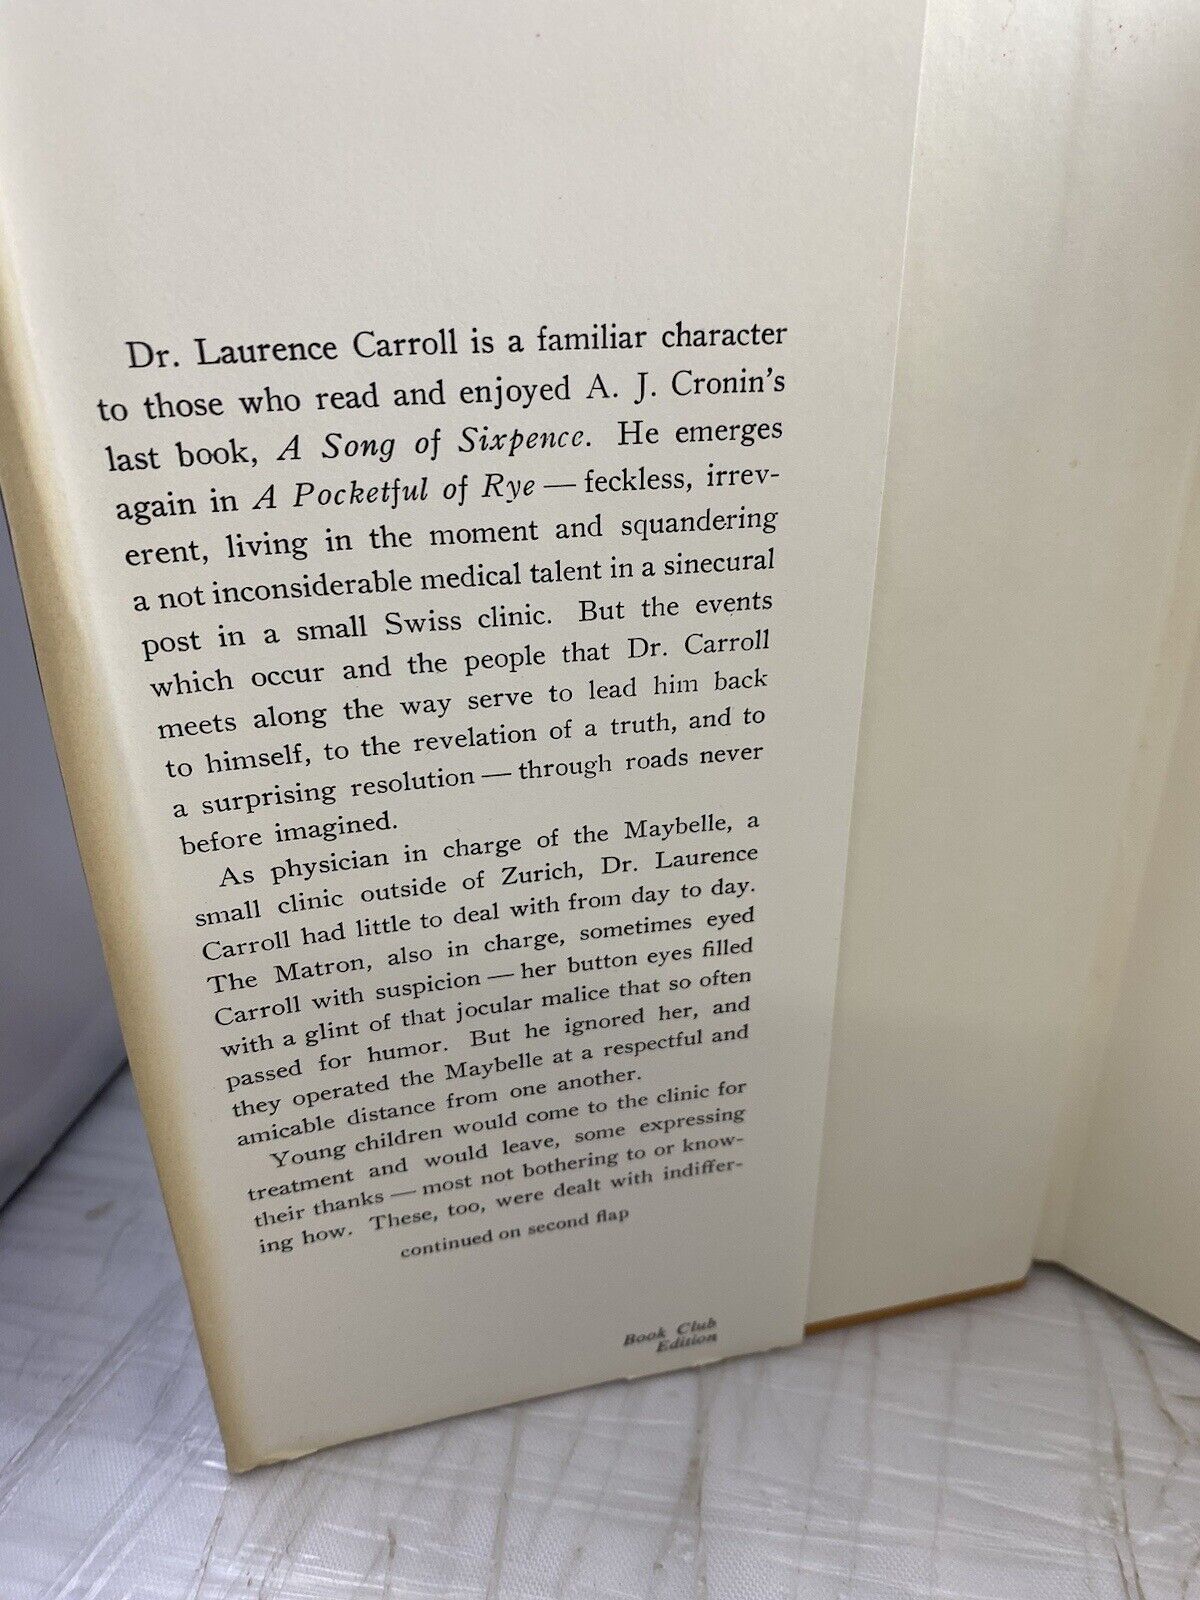 Dr. Laurence Carroll is a familiar character
to those who read and enjoyed A. J. Cronin's
last book, A Song of Sixpence. He emerges
again in A Pocketful of Rye — feckless, irrev-
erent, living in the moment and squandering
a not inconsiderable medical talent in a sinecural
post in a small Swiss clinic. But the events
which occur and the people that Dr. Carroll
meets along the way serve to lead him back
to himself, to the revelation of a truth, and to
a surprising resolution — through roads never
before imagined.
As physician in charge of the Maybelle, a
small clinic outside of Zurich, Dr. Laurence
Carroll had little to deal with from day to day.
The Matron, also in charge, sometimes eyed
Carroll with suspicion — her button eyes filled
with a glint of that jocular malice that so often
passed for humor. But he ignored her, and
they operated the Maybelle at a respectful and
amicable distance from one another.
Young children would come to the clinic for
treatment and would leave, some expressing
their thanks — most not bothering to or know-
ing how. These, too, were dealt with indiffer-
continued on second flap
Book Club
Edition